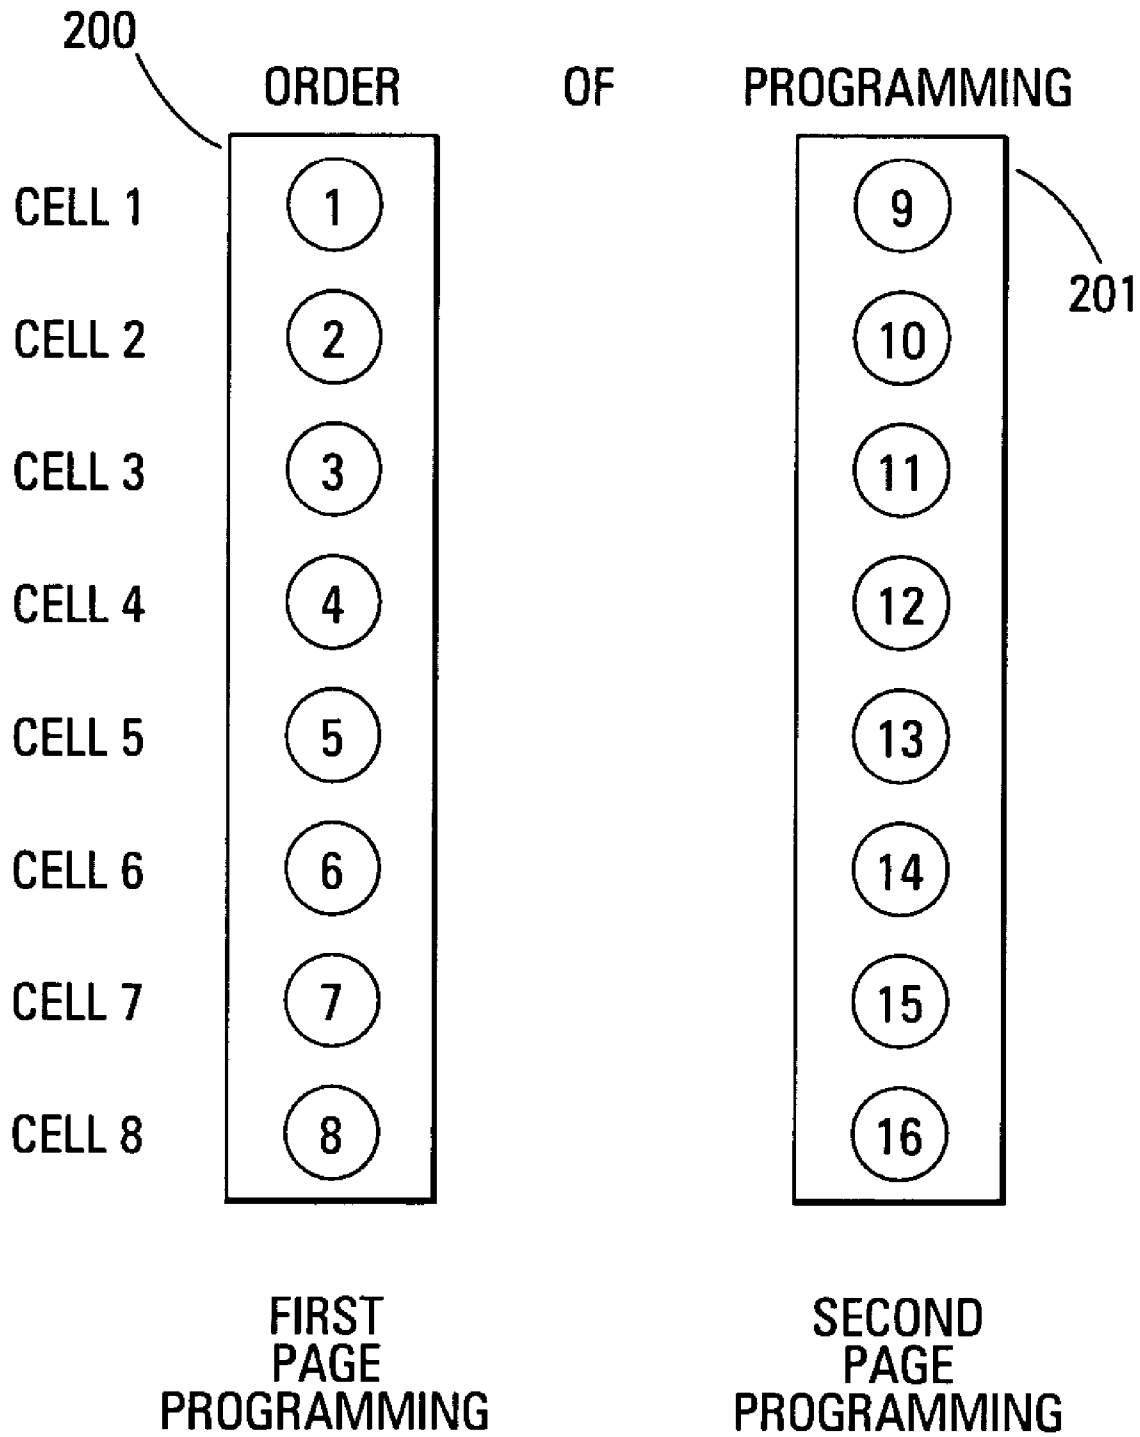 200
ORDER OF PROGRAMMING
CELL 1 1 9
201
CELL 2 2 10
CELL 3 3 11
CELL 4 4 12
CELL 5 5 13
CELL 6 6 14
CELL 7 7 15
CELL 8 8 16
FIRST
PAGE
PROGRAMMING
SECOND
PAGE
PROGRAMMING